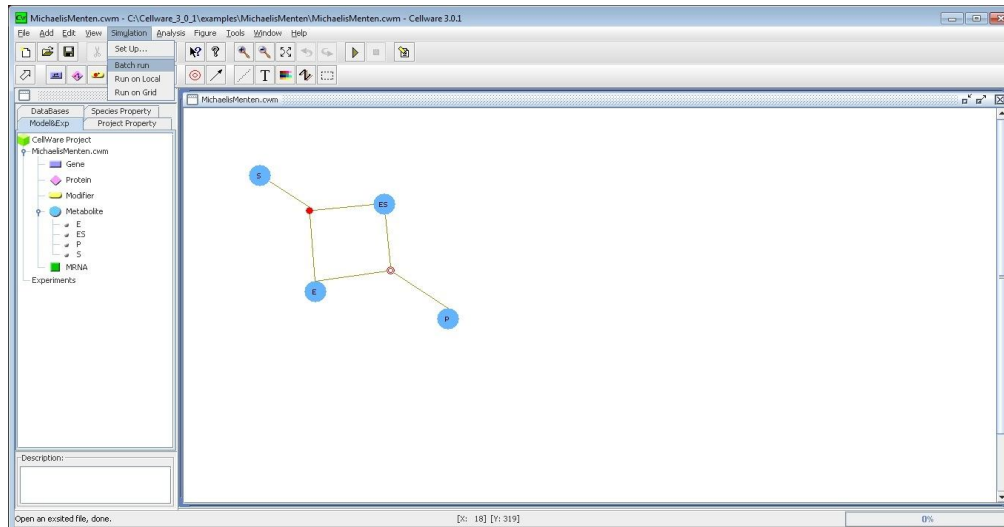 MichaelisMenten.cwm - C:\Cellware_3_0_1\examples\MichaelisMenten\MichaelisMenten.cwm - Cellware 3.0.1
File Add Edit View Simulation Analysis Figure Tools Window Help
Set Up...
Batch run
Run on Local
Run on Grid
T
DataBases Species Property
Model&Exp Project Property
CellWare Project
MichaelisMenten.cwm
Gene
Protein
Modifier
Metabolite
E
ES
P
S
MRNA
Experiments
Description:
MichaelisMenten.cwm
S
ES
E
P
Open an exsited file, done.
[X: 18] [Y: 319]
0%